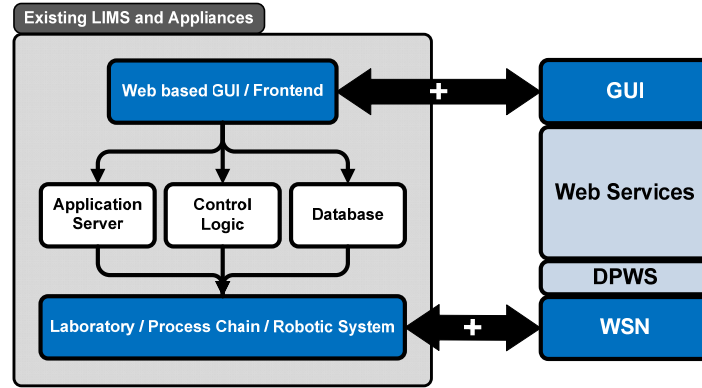 Existing LIMS and Appliances
Web based GUI / Frontend
+
GUI
Application
Server
Control
Logic
Database
Web Services
DPWS
Laboratory / Process Chain / Robotic System
+
WSN